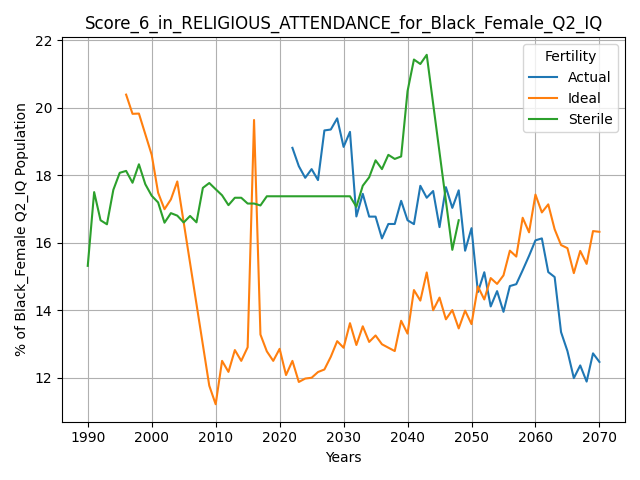 Score_6_in_RELIGIOUS_ATTENDANCE_for_Black_Female_Q2_IQ
% of Black_Female Q2_IQ Population
22
20
18
16
14
12
Fertility
Actual
Ideal
Sterile
1990 2000 2010 2020 2030 2040 2050 2060 2070
Years